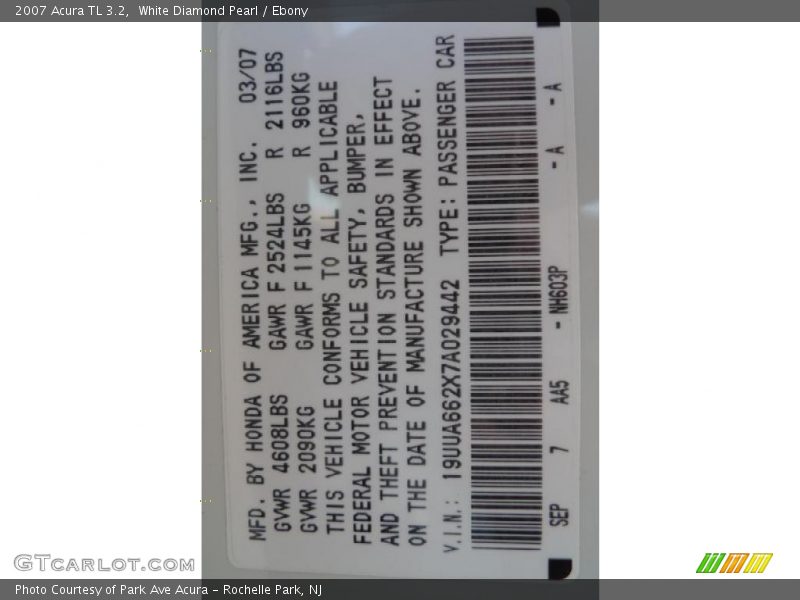 2007 Acura TL 3.2,  White Diamond Pearl / Ebony
MFD. BY HONDA OF AMERICA MFG., INC.  03/07
GVWR 4608LBS  GAWR F 2524LBS  R 2116LBS
GVWR 2090KG  GAWR F 1145KG  R 960KG
THIS VEHICLE CONFORMS TO ALL APPLICABLE
FEDERAL MOTOR VEHICLE SAFETY, BUMPER,
AND THEFT PREVENTION STANDARDS IN EFFECT
ON THE DATE OF MANUFACTURE SHOWN ABOVE.
V.I.N.: 19UUA662X7A029442  TYPE: PASSENGER CAR
SEP  7  AA5  - NH603P  - A  - A
GTCARLOT.COM
Photo Courtesy of Park Ave Acura – Rochelle Park, NJ